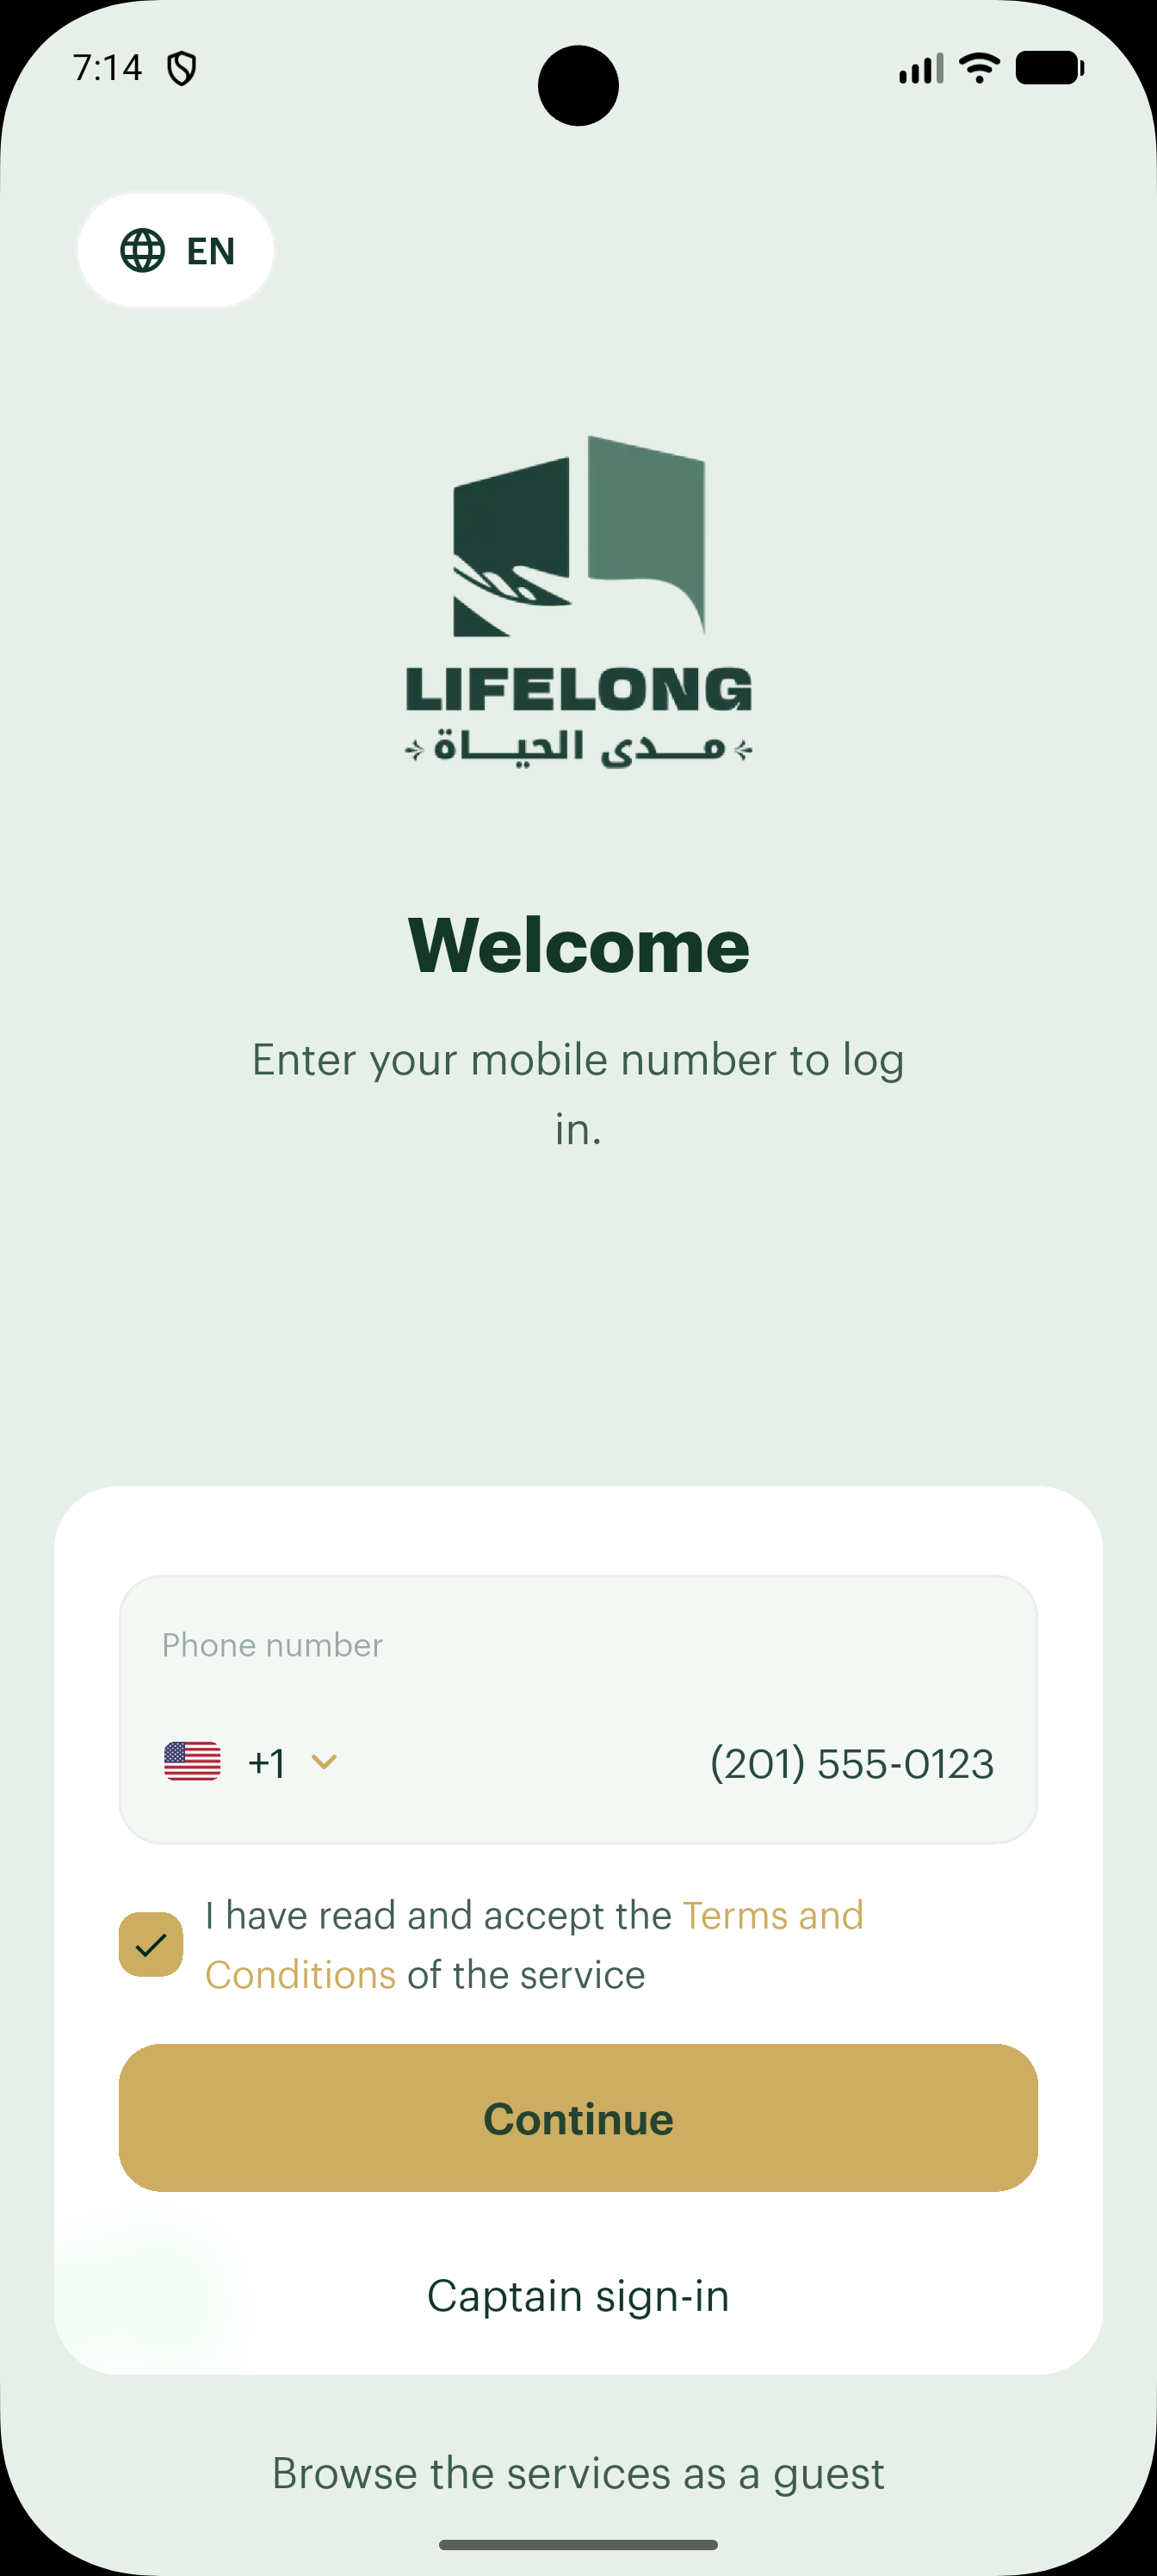 7:14
EN
LIFELONG
مدى الحياة
Welcome
Enter your mobile number to log
in.
Phone number
+1
(201) 555-0123
I have read and accept the Terms and
Conditions of the service
Continue
Captain sign-in
Browse the services as a guest